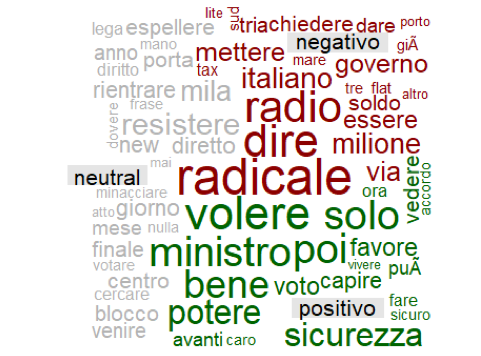 lite
sud
lega espellere triachiedere dare porto
anno mano porta mettere negativo già
diritto tax mare governo
rientrare mila italiano tre flat altro
frase radio soldo
dovere resistere essere
new diretto dire milione
mai
neutral radicale via vedere
minacciare ora accordo
atto giorno volere solo
mese nulla
finale ministro poi favore
votare vivere puÃ
centro bene voto capire
cercare fare
blocco potere positivo sicuro
venire avanti caro sicurezza